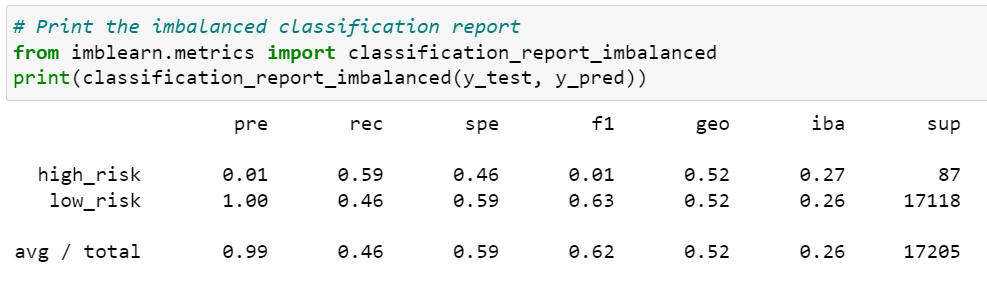 # Print the imbalanced classification report
from imblearn.metrics import classification_report_imbalanced
print(classification_report_imbalanced(y_test, y_pred))
pre rec spe f1 geo iba sup
high_risk 0.01 0.59 0.46 0.01 0.52 0.27 87
low_risk 1.00 0.46 0.59 0.63 0.52 0.26 17118
avg / total 0.99 0.46 0.59 0.62 0.52 0.26 17205